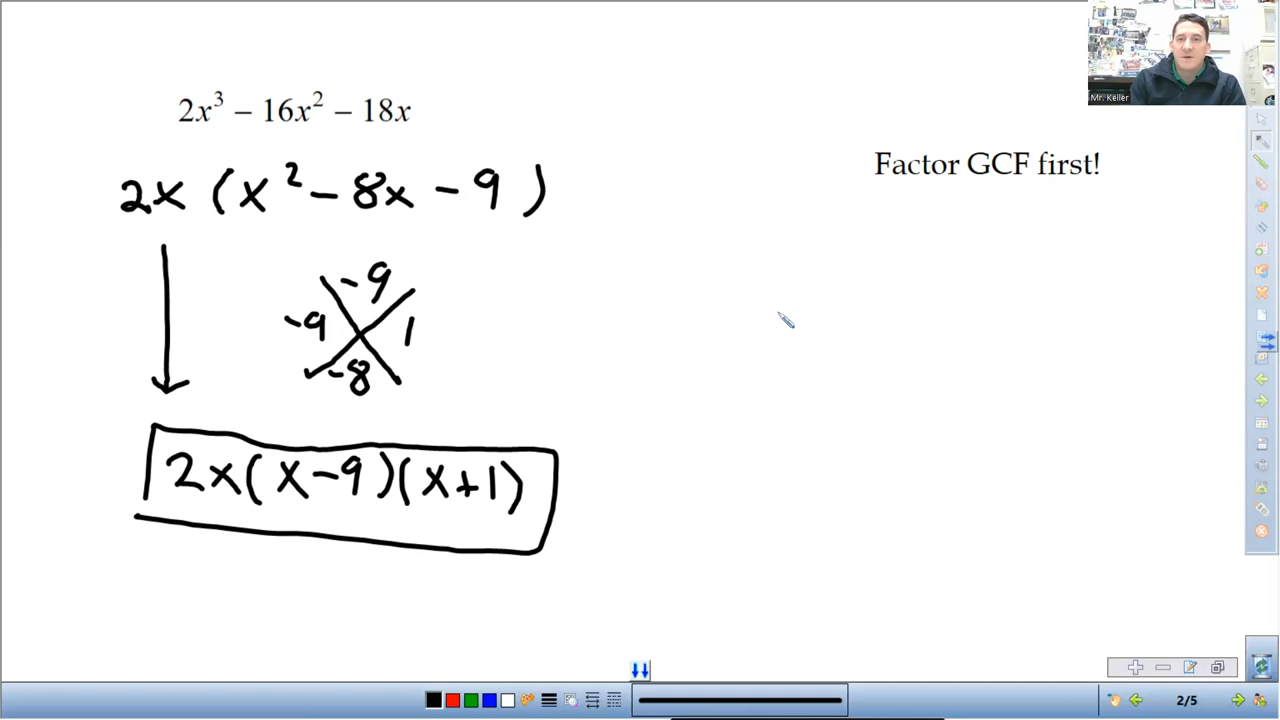 Mr. Keller
2x³ – 16x² – 18x
Factor GCF first!
2x (x² – 8x – 9)
-9
-9 1
-8
2x(x-9)(x+1)
2/5